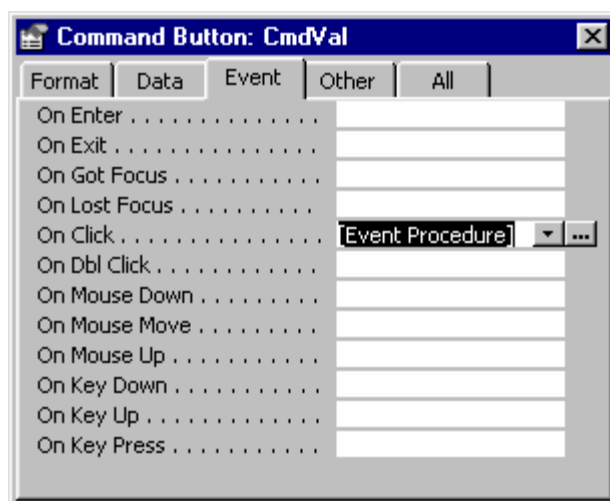 Command Button: CmdVal
Format Data Event Other All
On Enter . . . . . . . . . . . . . . .
On Exit . . . . . . . . . . . . . . . .
On Got Focus . . . . . . . . . . . .
On Lost Focus . . . . . . . . . . .
On Click . . . . . . . . . . . . . . . [Event Procedure] ...
On Dbl Click . . . . . . . . . . . . .
On Mouse Down . . . . . . . . .
On Mouse Move . . . . . . . . .
On Mouse Up . . . . . . . . . . .
On Key Down . . . . . . . . . . .
On Key Up . . . . . . . . . . . . .
On Key Press . . . . . . . . . . .